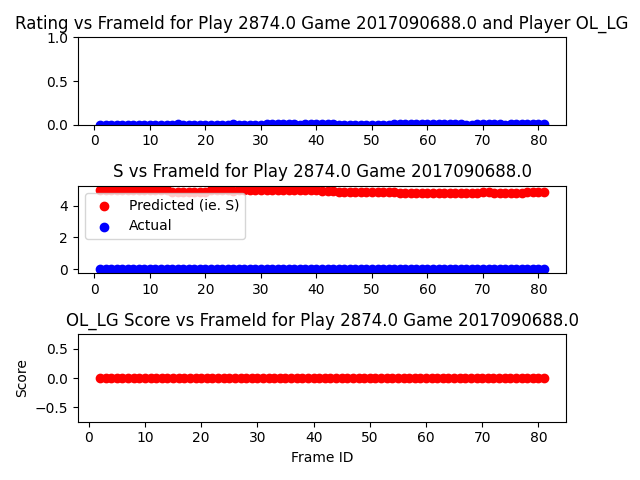 Rating vs FrameId for Play 2874.0 Game 2017090688.0 and Player OL_LG
1.0
0.5
0.0
0 10 20 30 40 50 60 70 80
S vs FrameId for Play 2874.0 Game 2017090688.0
4
2
0
Predicted (ie. S)
Actual
0 10 20 30 40 50 60 70 80
OL_LG Score vs FrameId for Play 2874.0 Game 2017090688.0
Score
0.5
0.0
−0.5
0 10 20 30 40 50 60 70 80
Frame ID